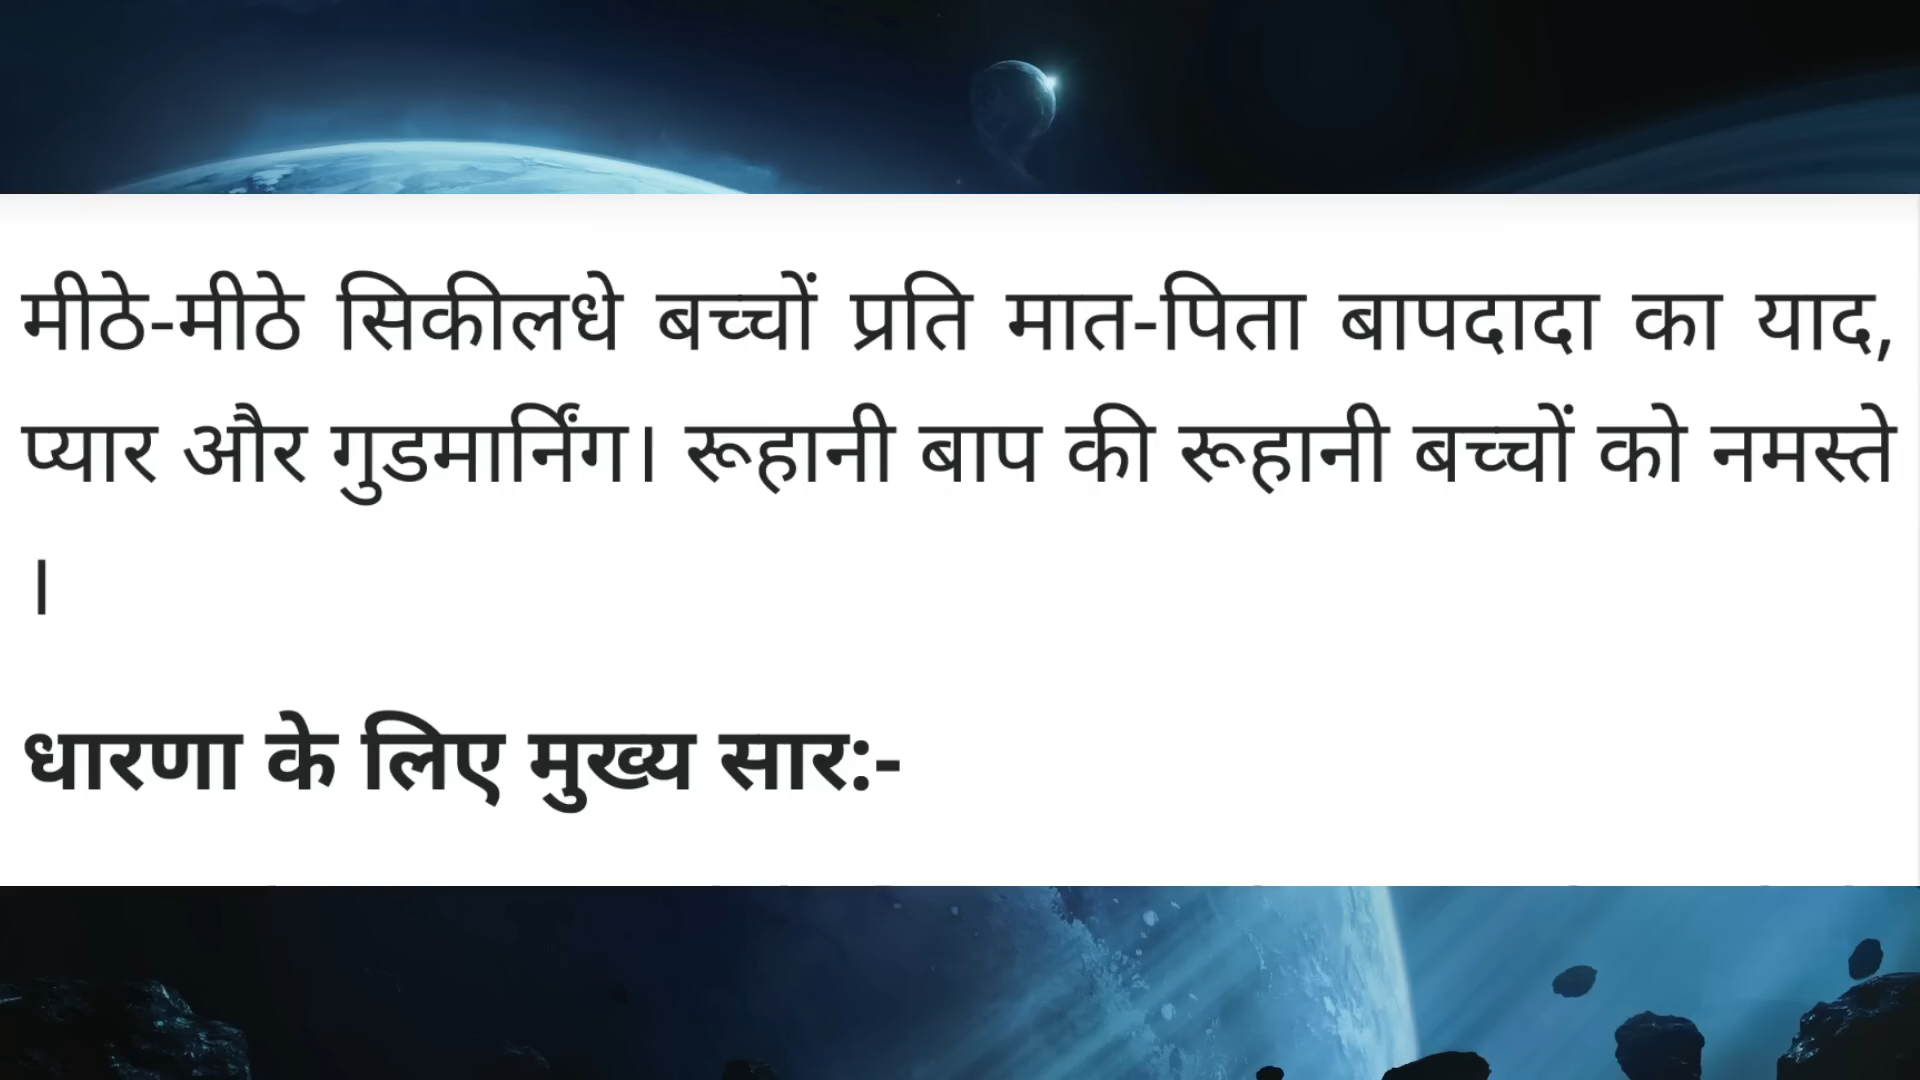 मीठे-मीठे सिकीलधे बच्चों प्रति मात-पिता बापदादा का याद,
प्यार और गुडमार्निंग। रूहानी बाप की रूहानी बच्चों को नमस्ते
।
धारणा के लिए मुख्य सार:-